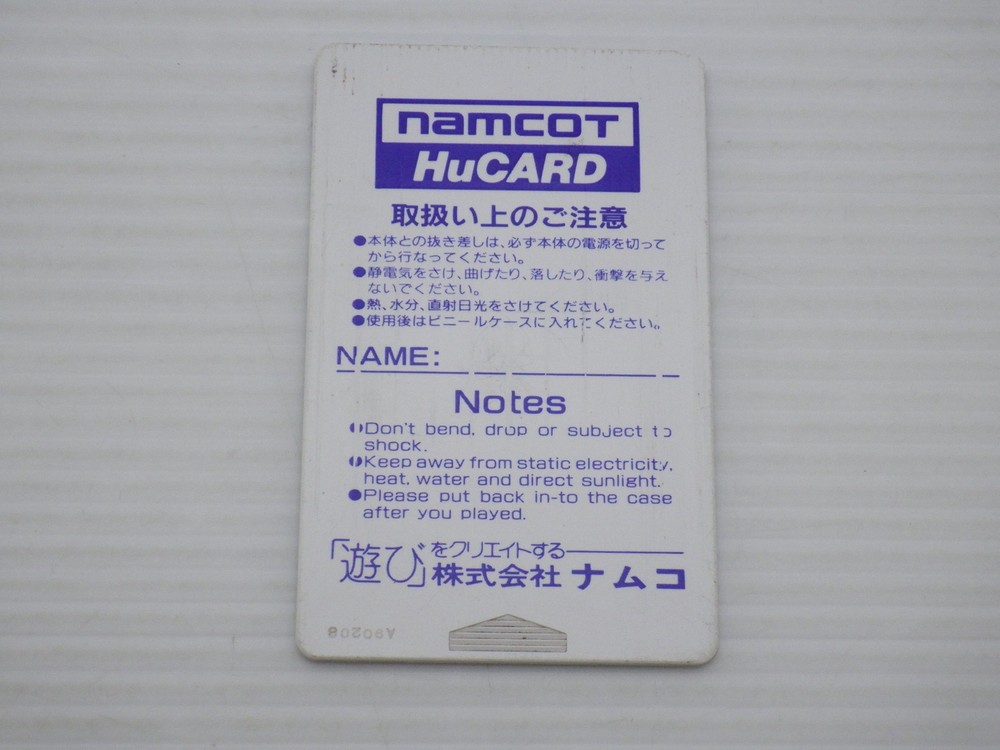 namcoT
HuCARD
取扱い上のご注意
●本体との抜き差しは、必ず本体の電源を切って
から行なってください。
●静電気をさけ、曲げたり、落したり、衝撃を与え
ないでください。
●熱、水分、直射日光をさけてください。
●使用後はビニールケースに入れてください。
NAME:
Notes
●Don't bend, drop or subject to
shock.
●Keep away from static electricity,
heat, water and direct sunlight.
●Please put back in-to the case
after you played.
「遊び」をクリエイトする
株式会社ナムコ
A90208